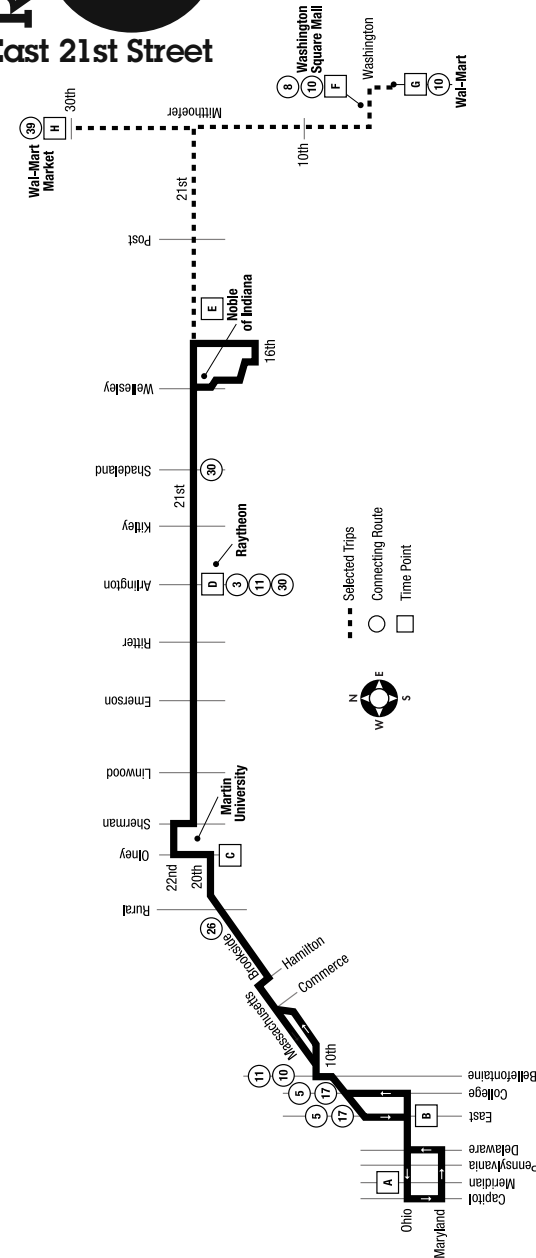 East 21st Street
Wal-Mart
Market
39
H
30th
Mitthoefer
Washington
Square Mall
8
10
F
Washington
G
10
Wal-Mart
10th
21st
Post
E
Noble
of Indiana
16th
Wellesley
Shadeland
30
21st
Kitley
Raytheon
Arlington
D
3
11
30
Ritter
Emerson
Linwood
Sherman
Martin
University
Olney
C
22nd
20th
Rural
26
Brookside
Hamilton
Massachusetts
Commerce
10th
11
10
5
17
5
17
Bellefontaine
College
East
B
Delaware
Pennsylvania
Meridian
Capitol
A
Ohio
Maryland
N
E
S
W
Selected Trips
Connecting Route
Time Point